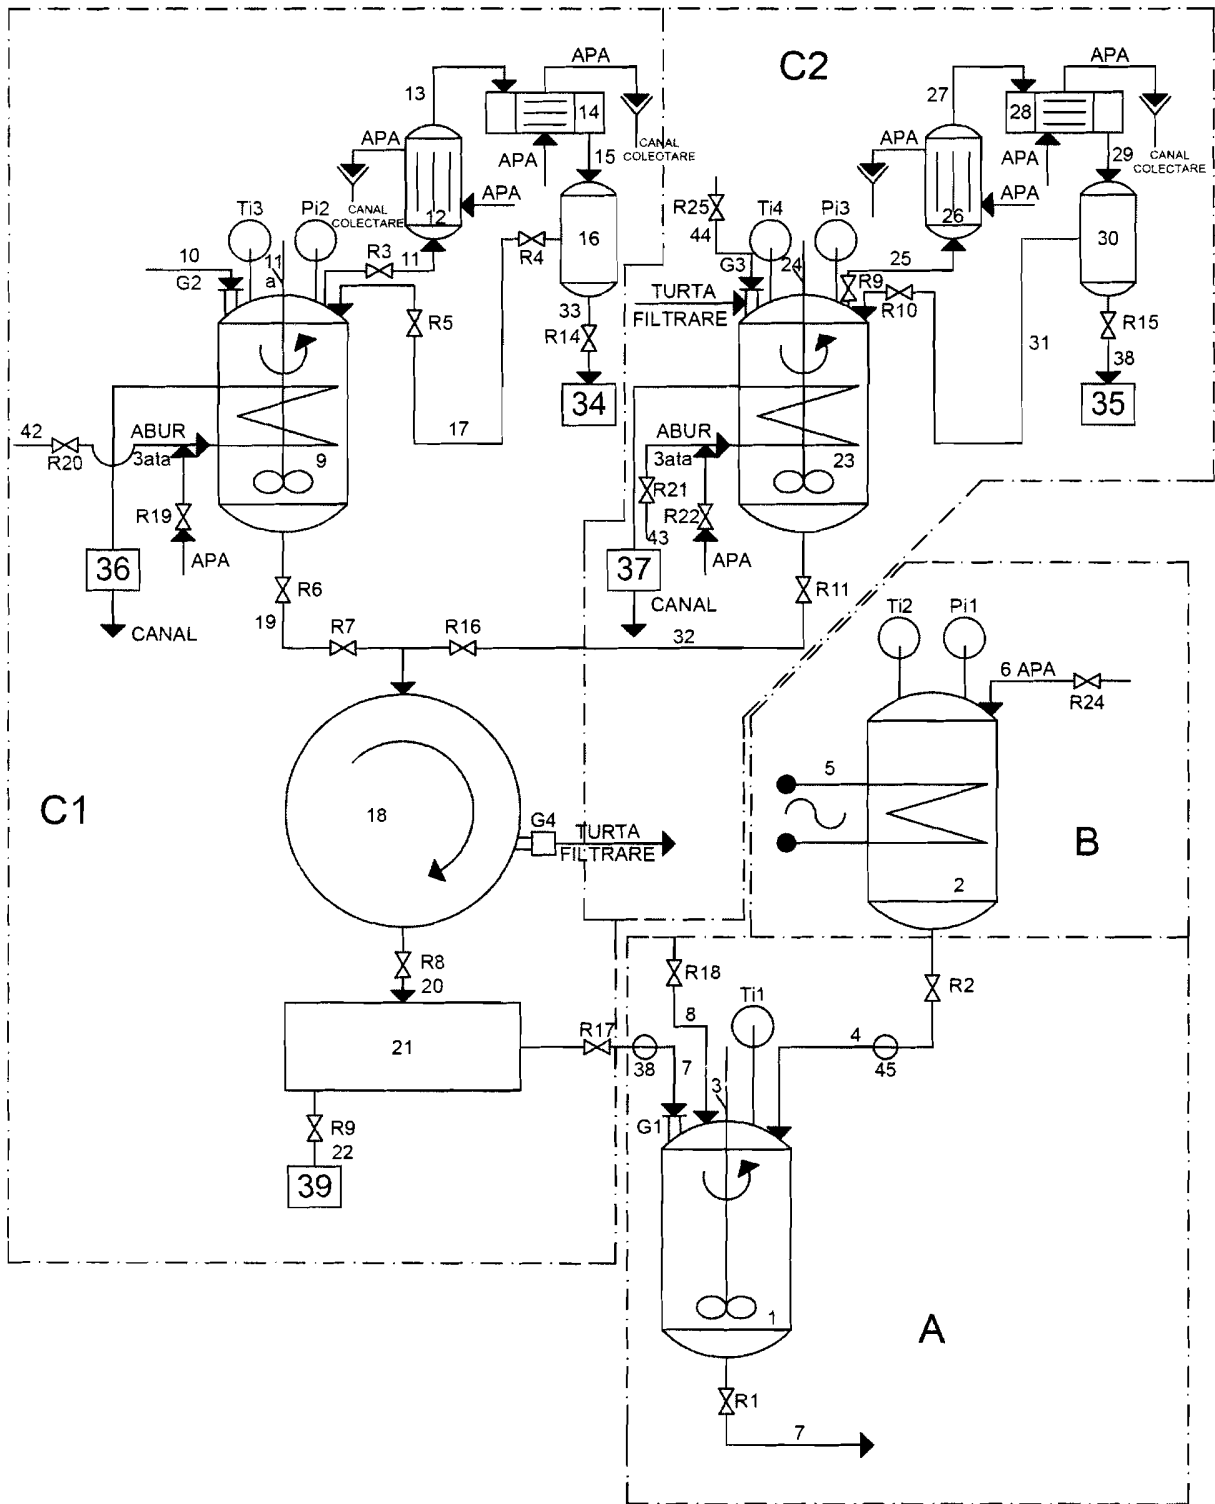 C2
APA
APA
13
14
27
28
APA
APA
APA
15
CANAL
COLECTARE
APA
29
CANAL
COLECTARE
APA
APA
CANAL
COLECTARE
12
R25
44
26
Ti3
Pi2
Ti4
Pi3
16
30
10
G2
11
a
R3
11
R4
G3
24
R9
25
R10
TURTA
FILTRARE
33
R14
R5
31
R15
38
34
35
17
42
R20
ABUR
3ata
9
ABUR
3ata
23
R19
APA
R21
R22
43
APA
36
37
CANAL
CANAL
R6
R11
19
R7
R16
32
Ti2
Pi1
6 APA
R24
C1
18
G4
TURTA
FILTRARE
5
B
2
R8
20
R18
R2
Ti1
8
21
R17
38
7
4
45
3
G1
R9
22
39
1
A
R1
7